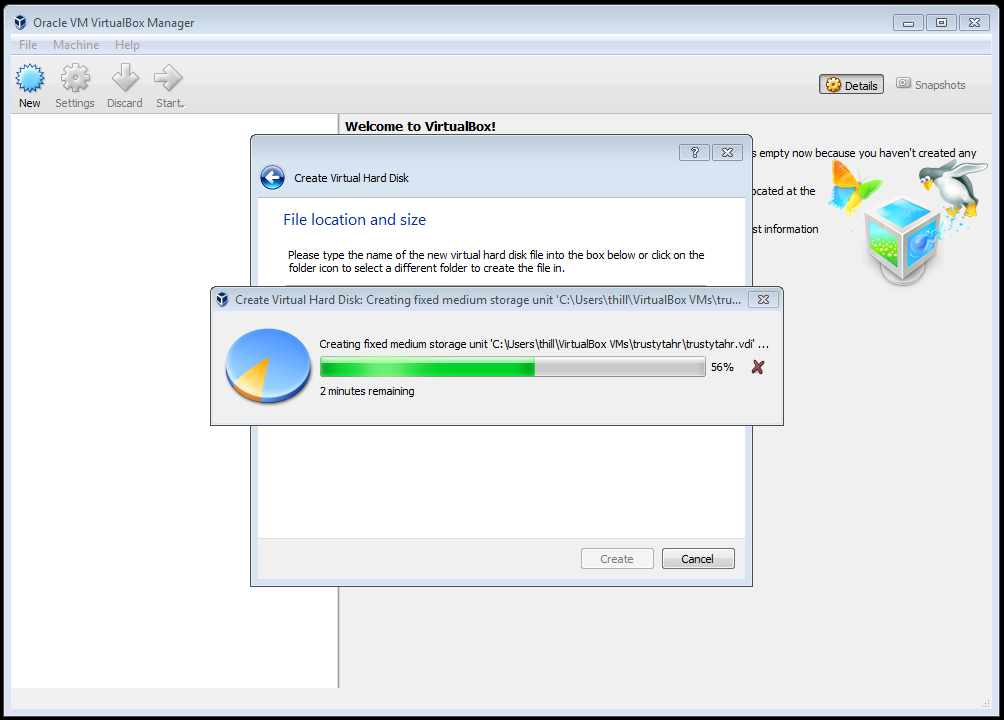 Oracle VM VirtualBox Manager
File Machine Help
New Settings Discard Start
Details Snapshots
Welcome to VirtualBox!
s empty now because you haven't created any
ocated at the
st information
?
Create Virtual Hard Disk
File location and size
Please type the name of the new virtual hard disk file into the box below or click on the
folder icon to select a different folder to create the file in.
Create Virtual Hard Disk: Creating fixed medium storage unit 'C:\Users\thill\VirtualBox VMs\tru...
Creating fixed medium storage unit 'C:\Users\thill\VirtualBox VMs\trustytahr\trustytahr.vdi' ...
56%
2 minutes remaining
Create Cancel